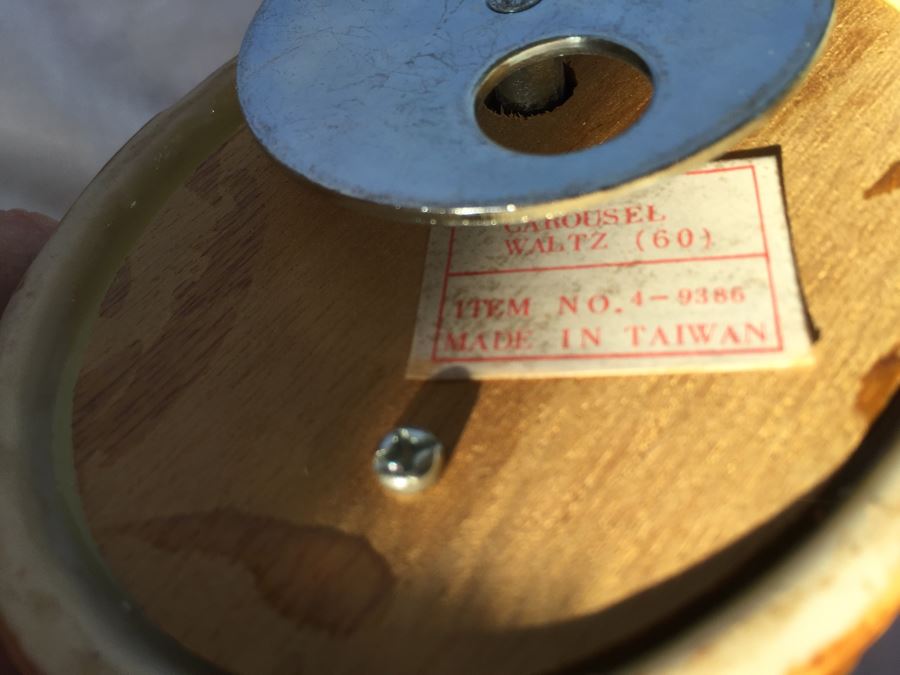 CAROUSEL
WALTZ (60)
ITEM NO. 4-9386
MADE IN TAIWAN